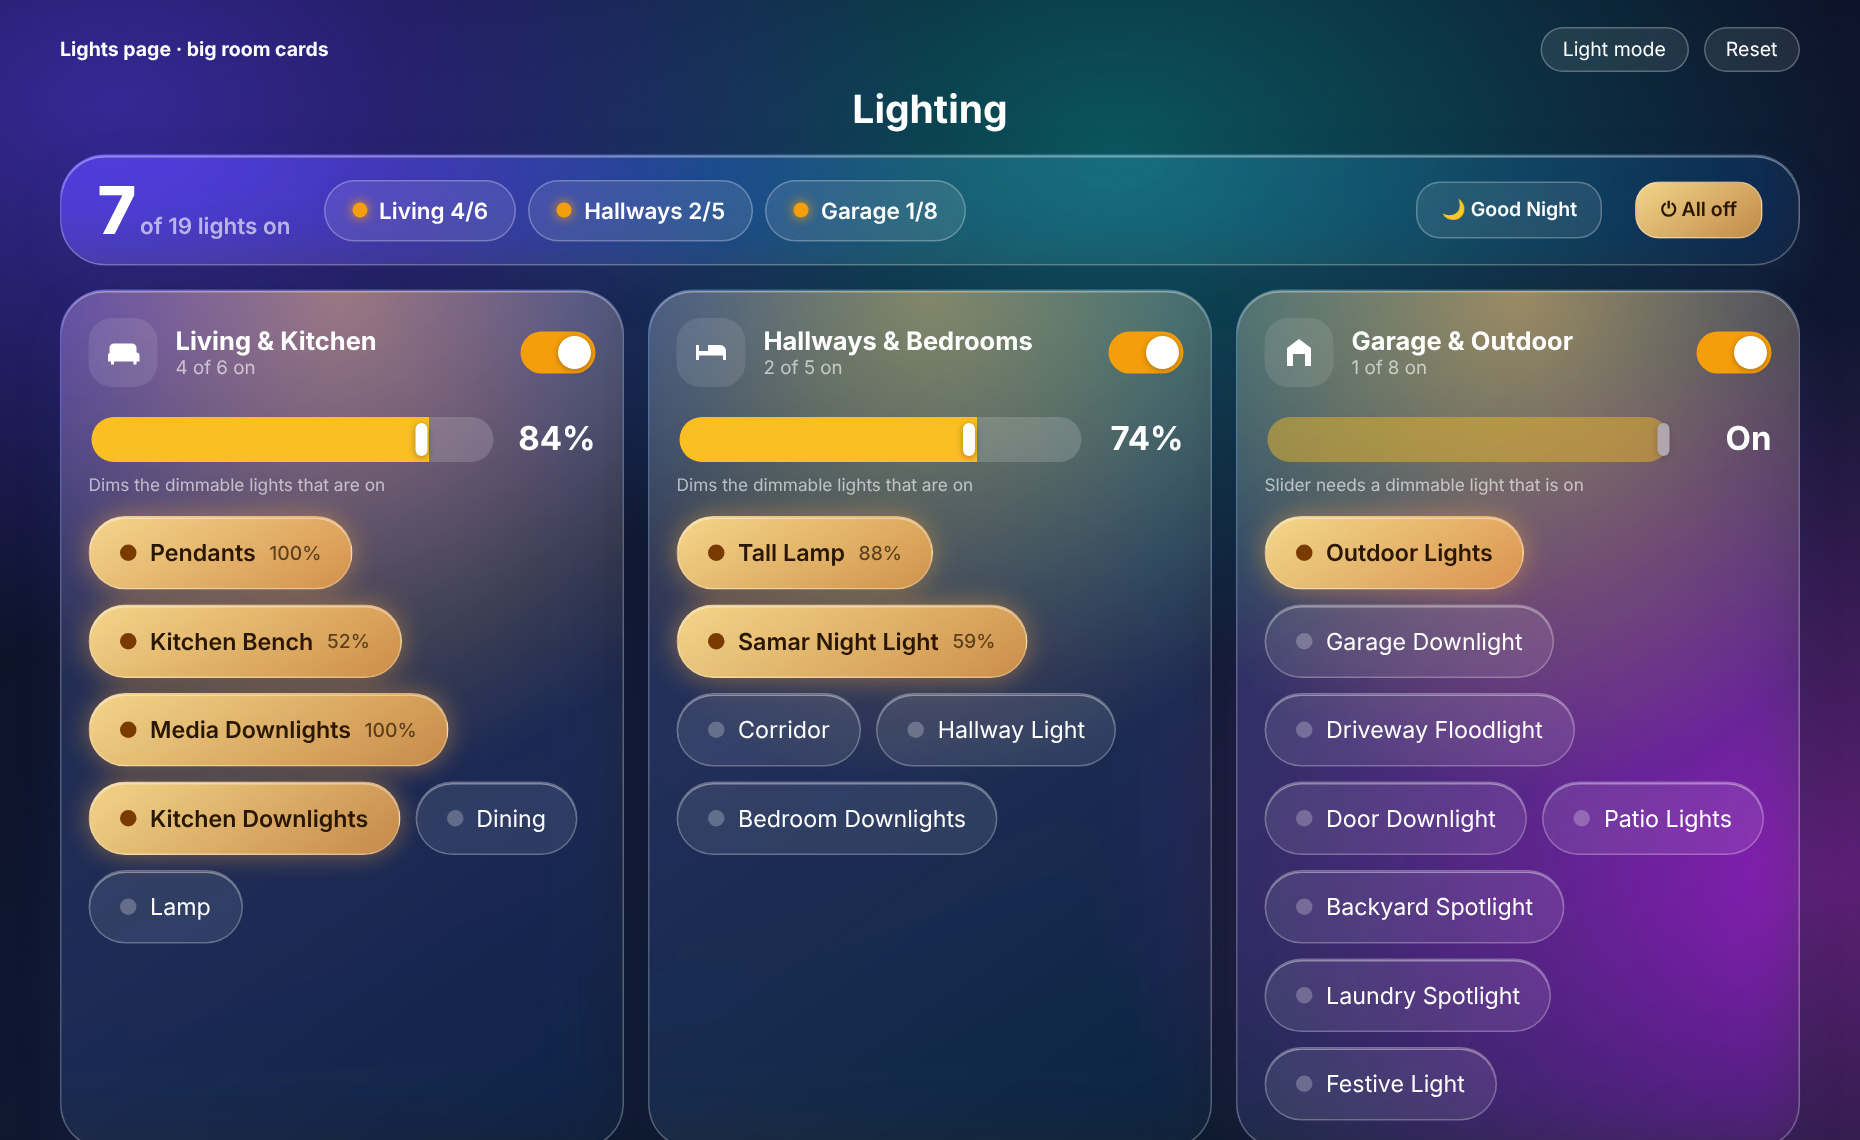 Lights page · big room cards
Light mode
Reset
Lighting
7 of 19 lights on
Living 4/6
Hallways 2/5
Garage 1/8
🌙 Good Night
⏻ All off
Living & Kitchen
4 of 6 on
84%
Dims the dimmable lights that are on
Pendants 100%
Kitchen Bench 52%
Media Downlights 100%
Kitchen Downlights
Dining
Lamp
Hallways & Bedrooms
2 of 5 on
74%
Dims the dimmable lights that are on
Tall Lamp 88%
Samar Night Light 59%
Corridor
Hallway Light
Bedroom Downlights
Garage & Outdoor
1 of 8 on
On
Slider needs a dimmable light that is on
Outdoor Lights
Garage Downlight
Driveway Floodlight
Door Downlight
Patio Lights
Backyard Spotlight
Laundry Spotlight
Festive Light